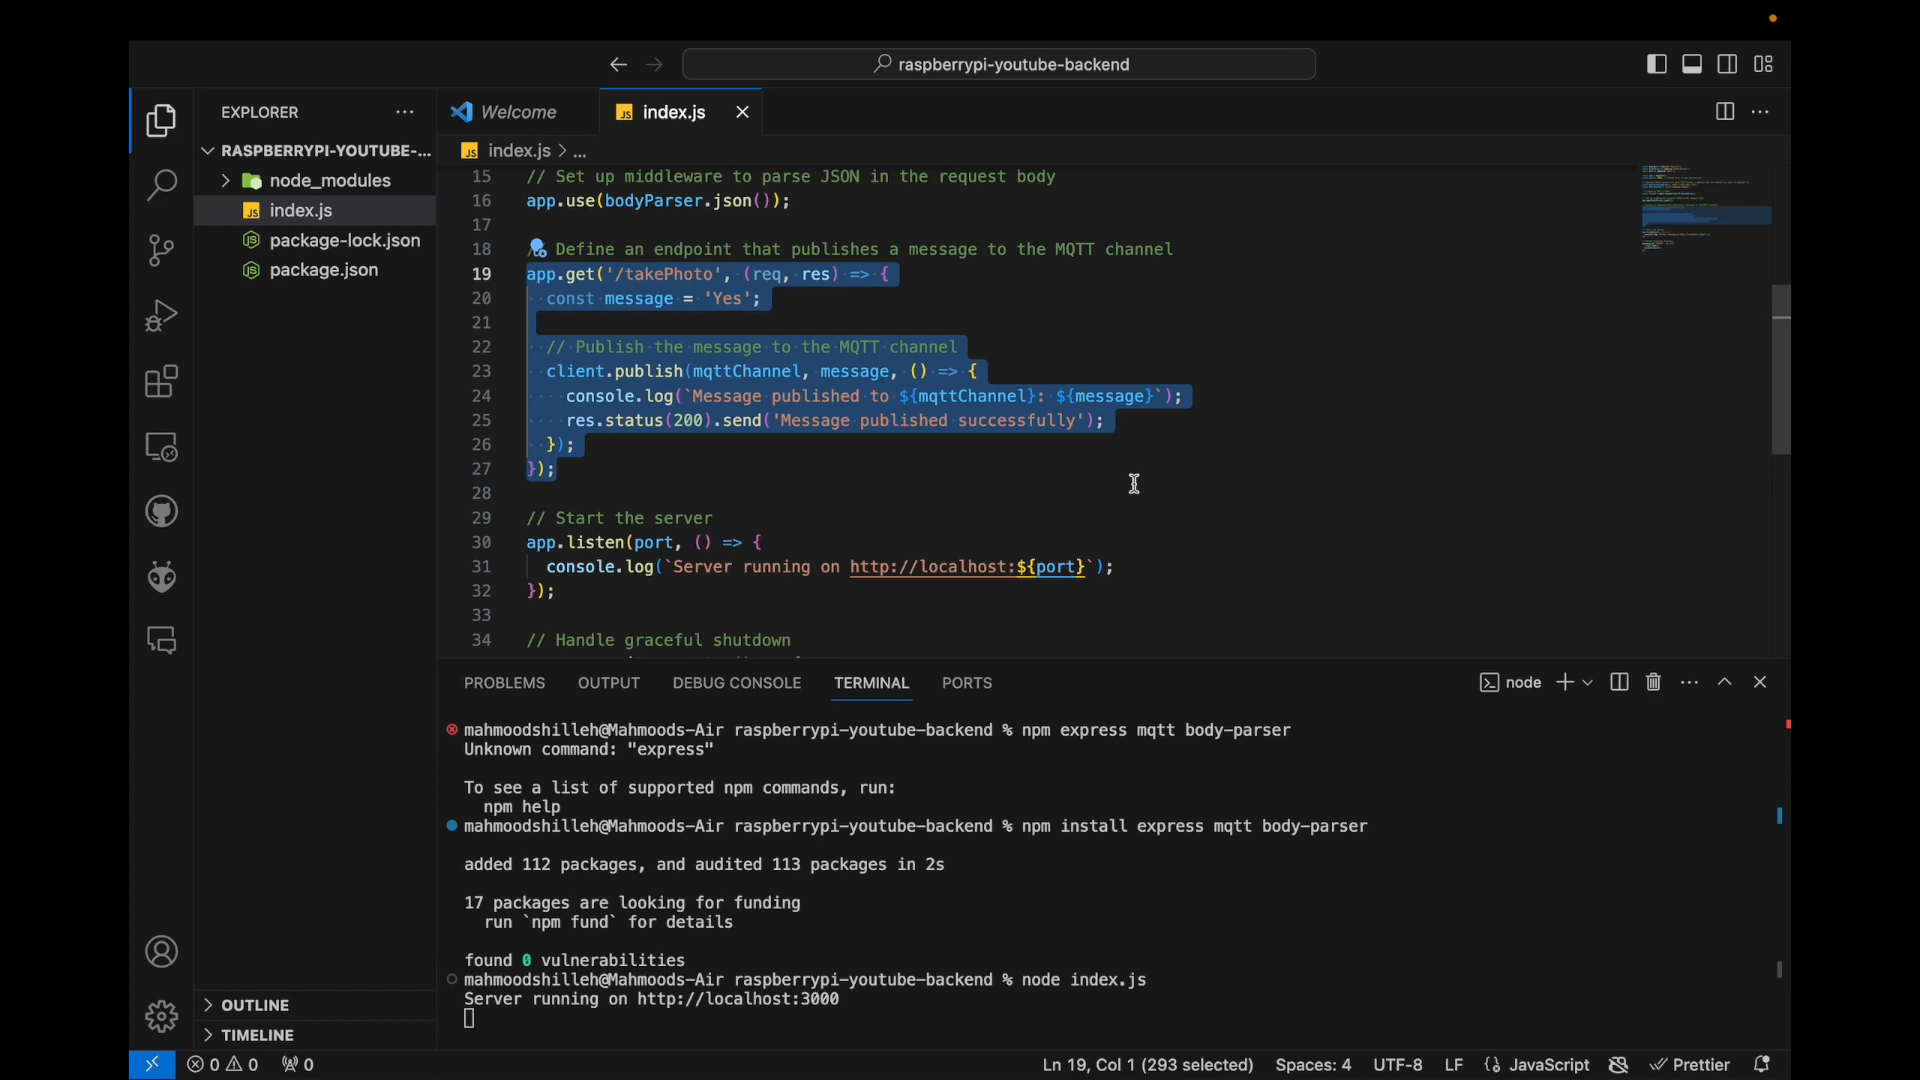 raspberrypi-youtube-backend
EXPLORER
RASPBERRYPI-YOUTUBE-...
node_modules
JS index.js
package-lock.json
package.json
OUTLINE
TIMELINE
Welcome
JS index.js
JS index.js > ...
15 // Set up middleware to parse JSON in the request body
16 app.use(bodyParser.json());
17
18 // Define an endpoint that publishes a message to the MQTT channel
19 app.get('/takePhoto', (req, res) => {
20 const message = 'Yes';
21
22 // Publish the message to the MQTT channel
23 client.publish(mqttChannel, message, () => {
24 console.log(`Message published to ${mqttChannel}: ${message}`);
25 res.status(200).send('Message published successfully');
26 });
27 });
28
29 // Start the server
30 app.listen(port, () => {
31 console.log(`Server running on http://localhost:${port}`);
32 });
33
34 // Handle graceful shutdown
PROBLEMS OUTPUT DEBUG CONSOLE TERMINAL PORTS
node
mahmoodshilleh@Mahmoods-Air raspberrypi-youtube-backend % npm express mqtt body-parser
Unknown command: "express"
To see a list of supported npm commands, run:
npm help
mahmoodshilleh@Mahmoods-Air raspberrypi-youtube-backend % npm install express mqtt body-parser
added 112 packages, and audited 113 packages in 2s
17 packages are looking for funding
run `npm fund` for details
found 0 vulnerabilities
mahmoodshilleh@Mahmoods-Air raspberrypi-youtube-backend % node index.js
Server running on http://localhost:3000
0 0 0 Ln 19, Col 1 (293 selected) Spaces: 4 UTF-8 LF {} JavaScript Prettier